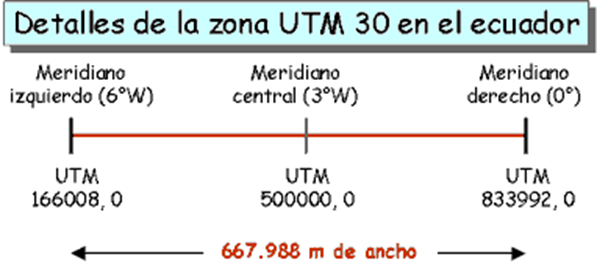 Detalles de la zona UTM 30 en el ecuador
Meridiano izquierdo (6°W)
Meridiano central (3°W)
Meridiano derecho (0°)
UTM 166008, 0
UTM 500000, 0
UTM 833992, 0
667.988 m de ancho